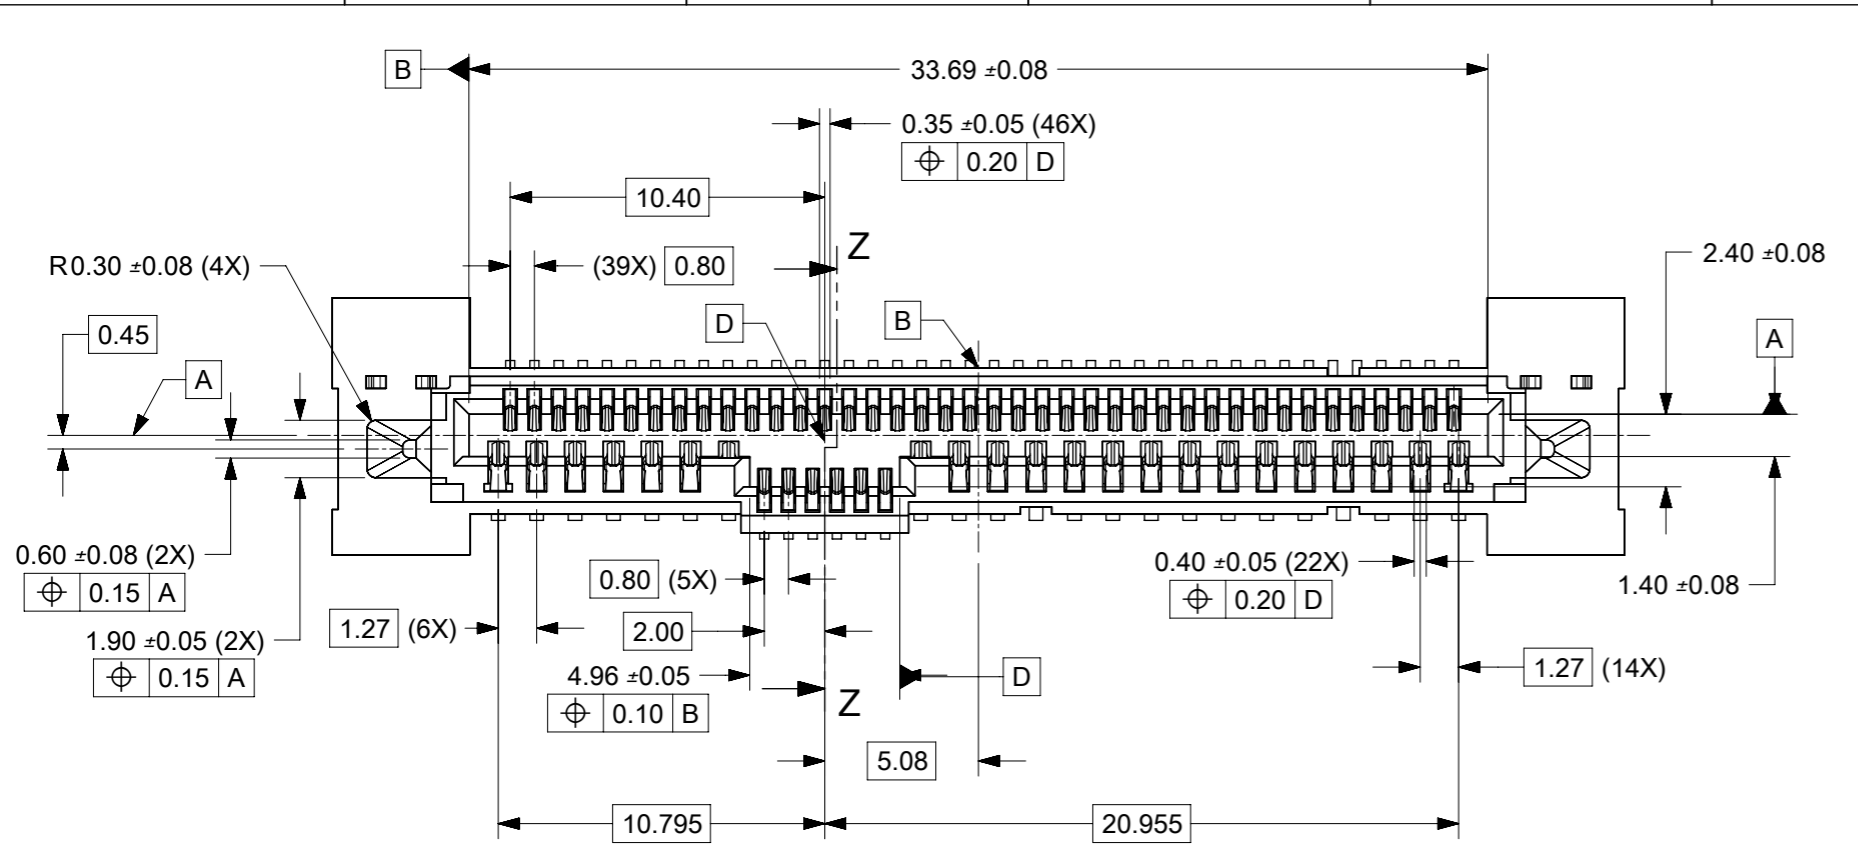 B
33.69 ±0.08
0.35 ±0.05 (46X)
⌖ 0.20 D
10.40
Z
R0.30 ±0.08 (4X)
(39X) 0.80
2.40 ±0.08
0.45
D
B
A
A
0.60 ±0.08 (2X)
⌖ 0.15 A
0.80 (5X)
0.40 ±0.05 (22X)
⌖ 0.20 D
1.40 ±0.08
1.27 (6X)
2.00
1.90 ±0.05 (2X)
⌖ 0.15 A
4.96 ±0.05
⌖ 0.10 B
D
1.27 (14X)
Z
5.08
10.795
20.955